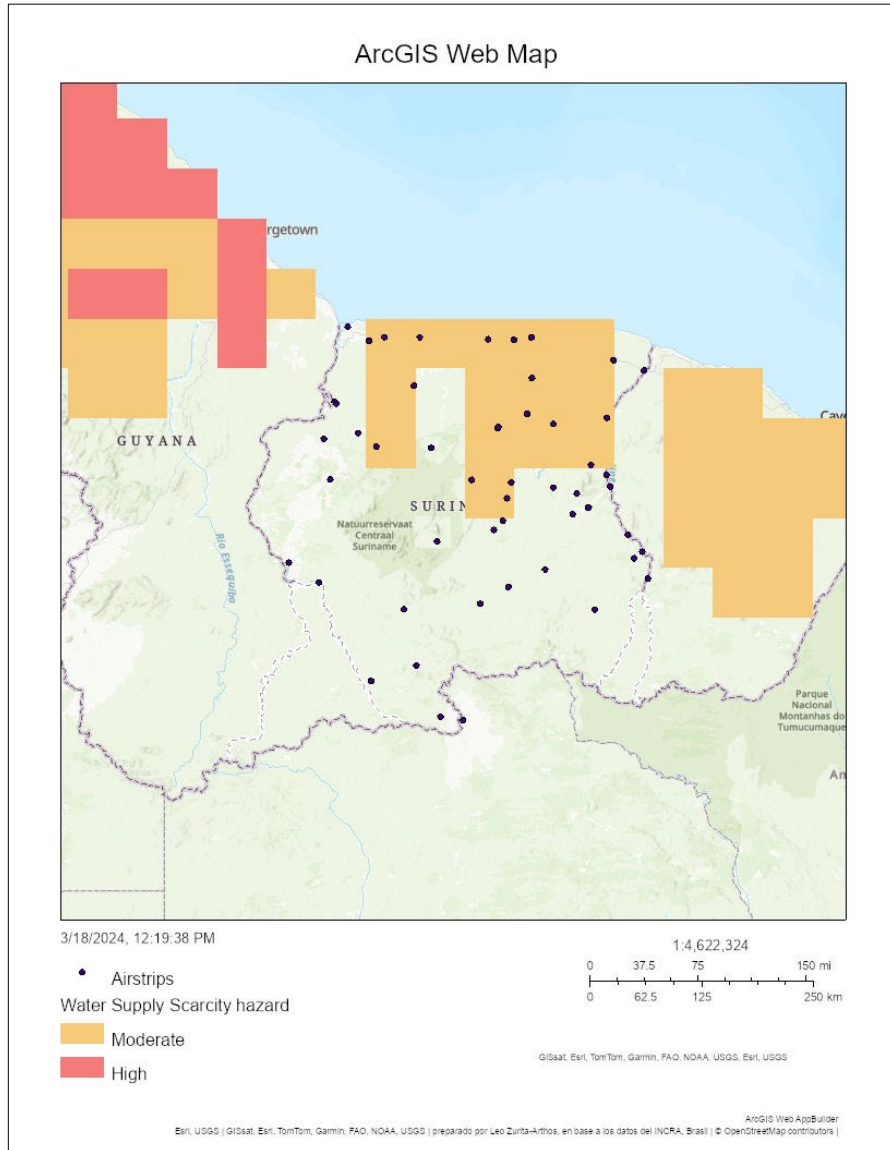 ArcGIS Web Map
rgetown
GUYANA
Rio Essequibo
SURIN
Natuurreservaat
Centraal
Suriname
Cave
Parque
Nacional
Montanhas do
Tumucumaque
Am
3/18/2024, 12:19:38 PM
Airstrips
Water Supply Scarcity hazard
Moderate
High
1:4,622,324
0 37.5 75 150 mi
0 62.5 125 250 km
GISsat, Esri, TomTom, Garmin, FAO, NOAA, USGS, Esri, USGS
ArcGIS Web AppBuilder
Esri, USGS | GISsat, Esri, TomTom, Garmin, FAO, NOAA, USGS | preparado por Leo Zurita-Arthos, en base a los datos del INCRA, Brasil | © OpenStreetMap contributors |